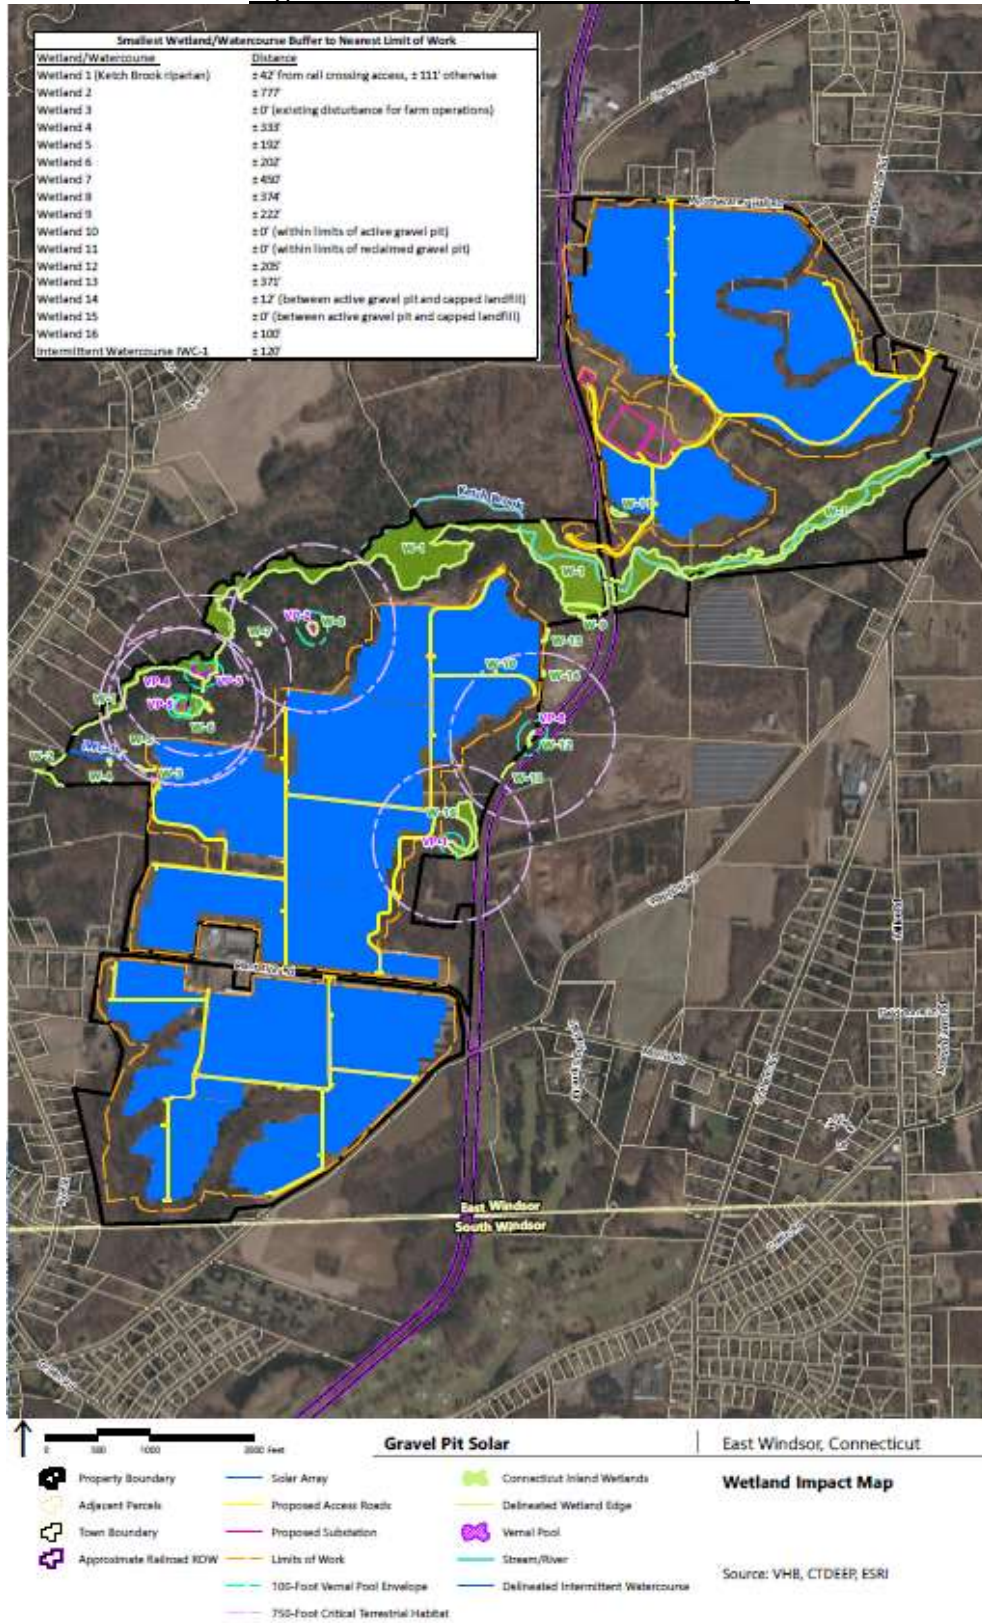 Smallest Wetland/Watercourse Buffer to Nearest Limit of Work
Wetland/Watercourse Distance
Wetland 1 (Ketch Brook riparian) ± 42' from rail crossing access, ± 111' otherwise
Wetland 2 ± 777'
Wetland 3 ± 0' (existing disturbance for farm operations)
Wetland 4 ± 333'
Wetland 5 ± 192'
Wetland 6 ± 202'
Wetland 7 ± 450'
Wetland 8 ± 374'
Wetland 9 ± 222'
Wetland 10 ± 0' (within limits of active gravel pit)
Wetland 11 ± 0' (within limits of reclaimed gravel pit)
Wetland 12 ± 205'
Wetland 13 ± 371'
Wetland 14 ± 12' (between active gravel pit and capped landfill)
Wetland 15 ± 0' (between active gravel pit and capped landfill)
Wetland 16 ± 100'
Intermittent Watercourse IWC-1 ± 120'
Ketch Brook
W-11
W-1
W-1
W-1
W-9
VP-2
W-8
W-7
W-15
W-10
W-14
VP-4
VP-5
W-1
VP-3
W-6
W-5
W-2
W-4
W-3
W-12
W-13
W-16
VP-1
East Windsor
South Windsor
0 500 1000 2000 Feet
Gravel Pit Solar
East Windsor, Connecticut
Wetland Impact Map
Source: VHB, CTDEEP, ESRI
Property Boundary
Adjacent Parcels
Town Boundary
Approximate Railroad ROW
Solar Array
Proposed Access Roads
Proposed Substation
Limits of Work
100-Foot Vernal Pool Envelope
750-Foot Critical Terrestrial Habitat
Connecticut Inland Wetlands
Delineated Wetland Edge
Vernal Pool
Stream/River
Delineated Intermittent Watercourse